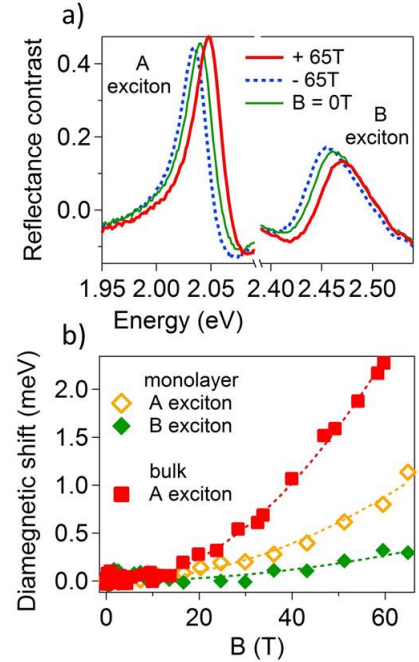 a)
Reflectance contrast
0.4
0.2
0.0
A
exciton
+ 65T
- 65T
B = 0T
B
exciton
1.95 2.00 2.05 2.40 2.45 2.50
Energy (eV)
b)
Diamegnetic shift (meV)
2.0
1.5
1.0
0.5
0.0
monolayer
A exciton
B exciton
bulk
A exciton
0 20 40 60
B (T)